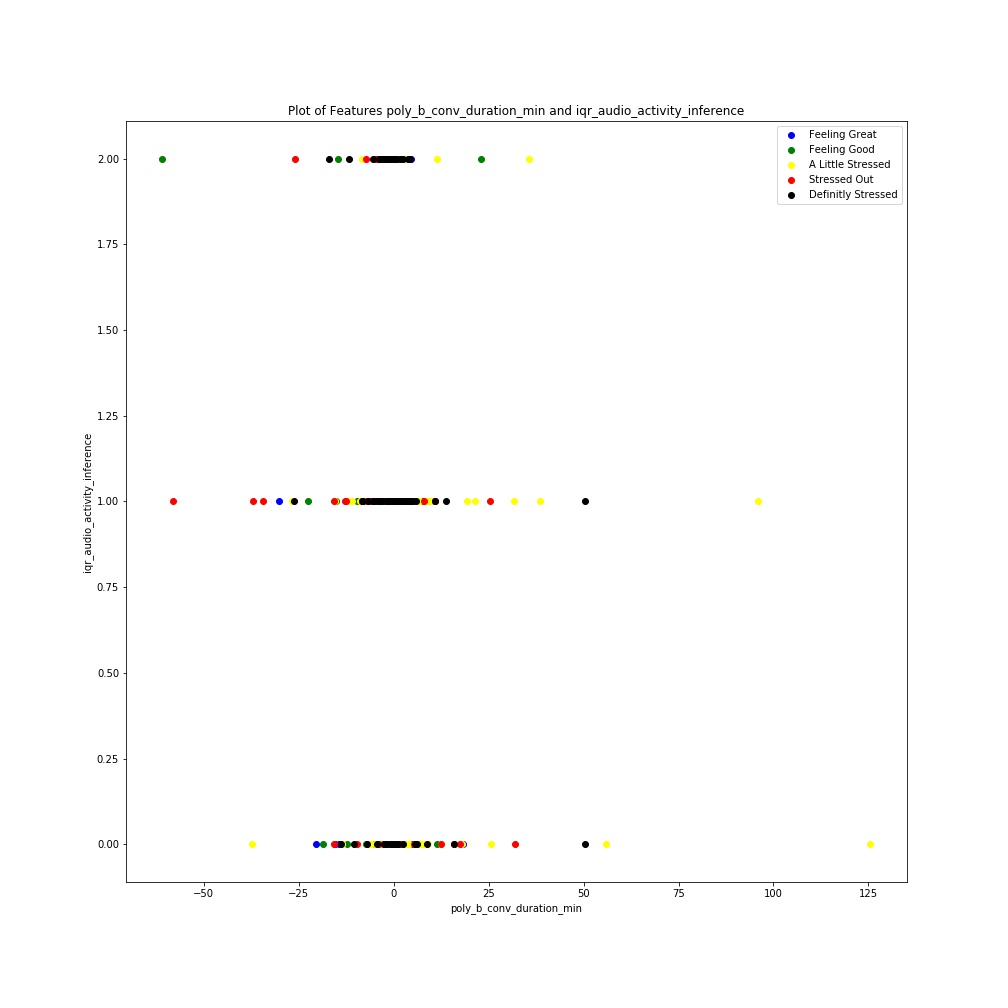 Plot of Features poly_b_conv_duration_min and iqr_audio_activity_inference
Feeling Great
Feeling Good
A Little Stressed
Stressed Out
Definitly Stressed
2.00
1.75
1.50
1.25
1.00
0.75
0.50
0.25
0.00
iqr_audio_activity_inference
−50
−25
0
25
50
75
100
125
poly_b_conv_duration_min